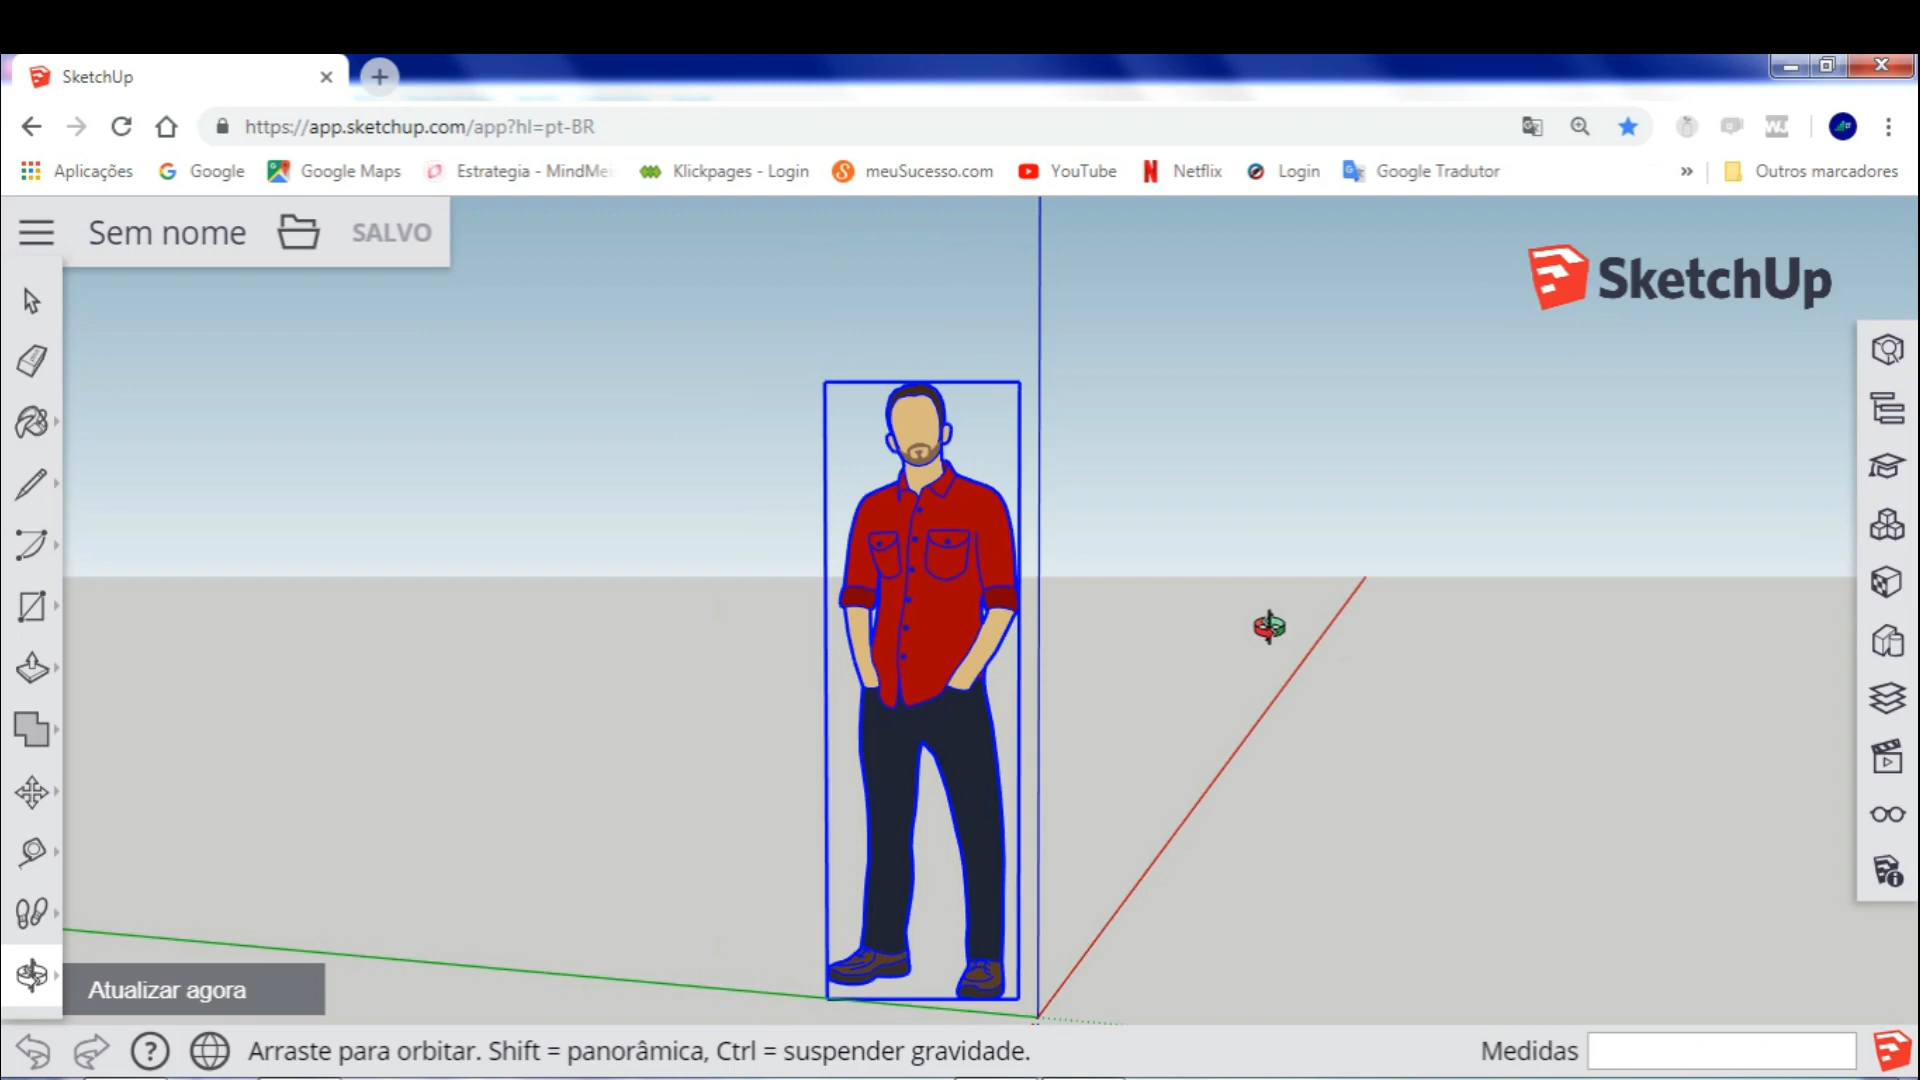 SketchUp
https://app.sketchup.com/app?hl=pt-BR
Aplicações Google Google Maps Estrategia - MindMei Klickpages - Login meuSucesso.com YouTube Netflix Login Google Tradutor » Outros marcadores
Sem nome SALVO
SketchUp
Atualizar agora
Arraste para orbitar. Shift = panorâmica, Ctrl = suspender gravidade.
Medidas